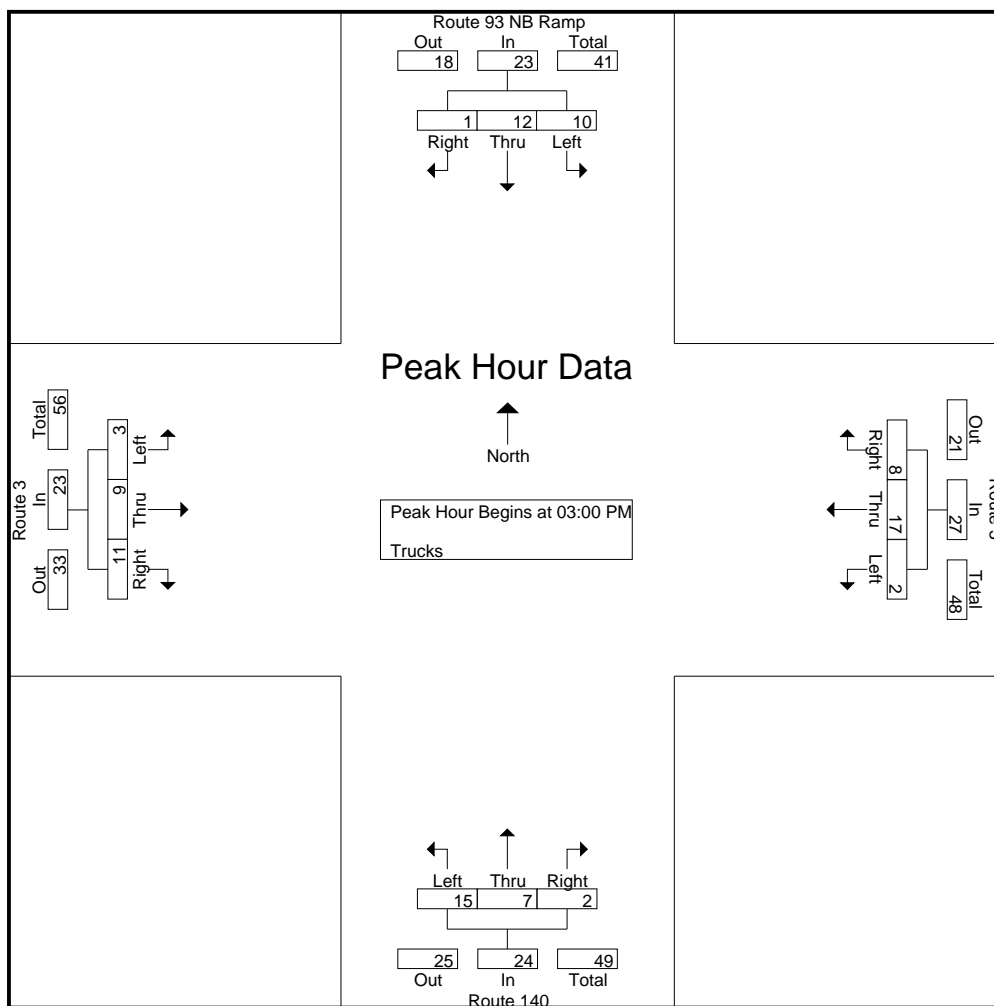 Route 93 NB Ramp
Out In Total
18 23 41
1 12 10
Right Thru Left
Peak Hour Data
North
Peak Hour Begins at 03:00 PM
Trucks
Route 3
Total In Out
56 23 33
3 9 11
Left Thru Right
Right Thru Left
8 17 2
Out In Total
21 27 48
Left Thru Right
15 7 2
25 24 49
Out In Total
Route 140